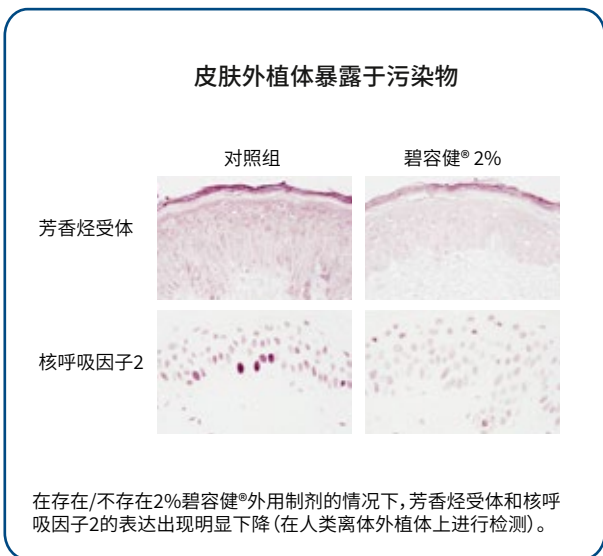 皮肤外植体暴露于污染物
对照组
碧容健® 2%
芳香烃受体
核呼吸因子2
在存在/不存在2%碧容健®外用制剂的情况下，芳香烃受体和核呼
吸因子2的表达出现明显下降（在人类离体外植体上进行检测）。